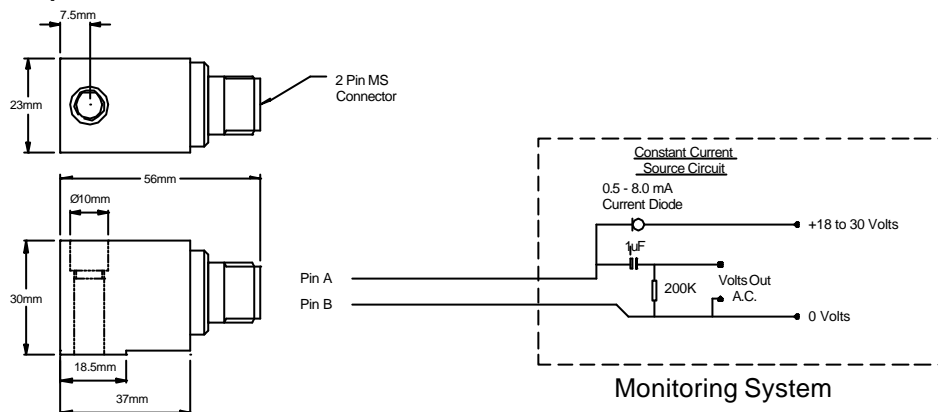 7.5mm
23mm
2 Pin MS
Connector
56mm
Ø10mm
30mm
18.5mm
37mm
Pin A
Pin B
Constant Current
Source Circuit
0.5 - 8.0 mA
Current Diode
+18 to 30 Volts
1uF
200K
Volts Out
A.C.
0 Volts
Monitoring System